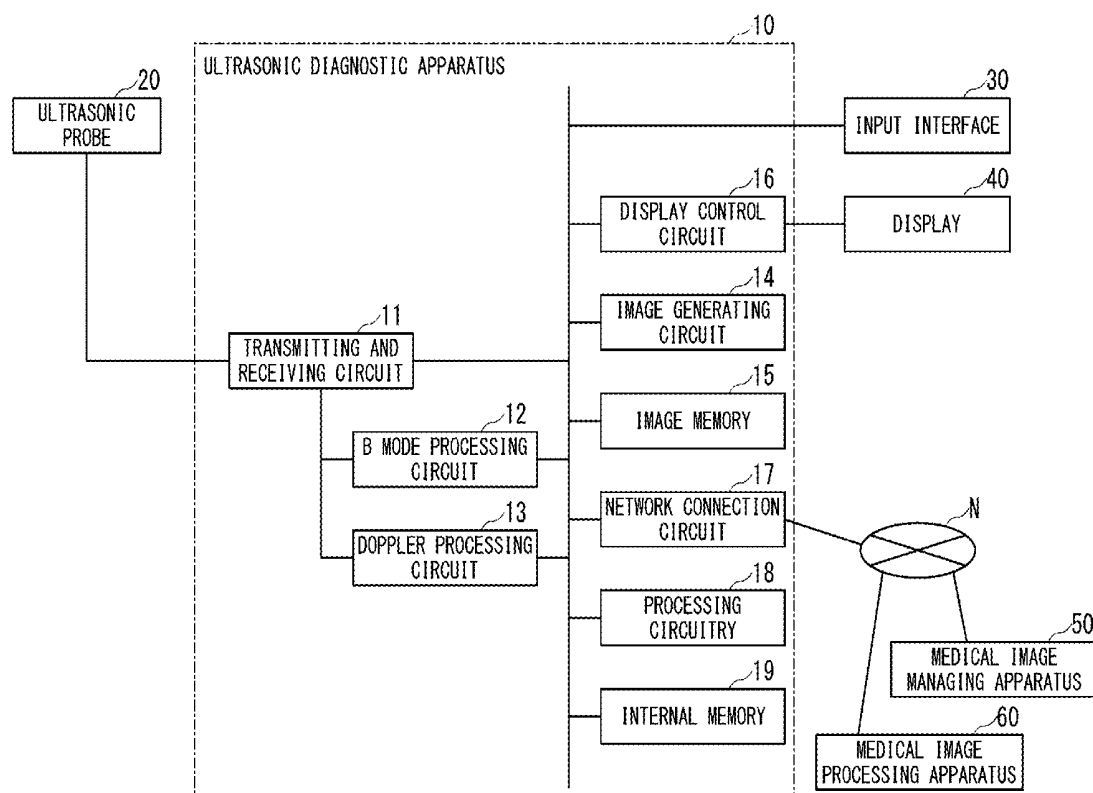 10
ULTRASONIC DIAGNOSTIC APPARATUS
20
ULTRASONIC
PROBE
30
INPUT INTERFACE
16
DISPLAY CONTROL
CIRCUIT
40
DISPLAY
14
IMAGE GENERATING
CIRCUIT
11
TRANSMITTING AND
RECEIVING CIRCUIT
15
IMAGE MEMORY
12
B MODE PROCESSING
CIRCUIT
17
NETWORK CONNECTION
CIRCUIT
N
13
DOPPLER PROCESSING
CIRCUIT
18
PROCESSING
CIRCUITRY
50
MEDICAL IMAGE
MANAGING APPARATUS
19
INTERNAL MEMORY
60
MEDICAL IMAGE
PROCESSING APPARATUS